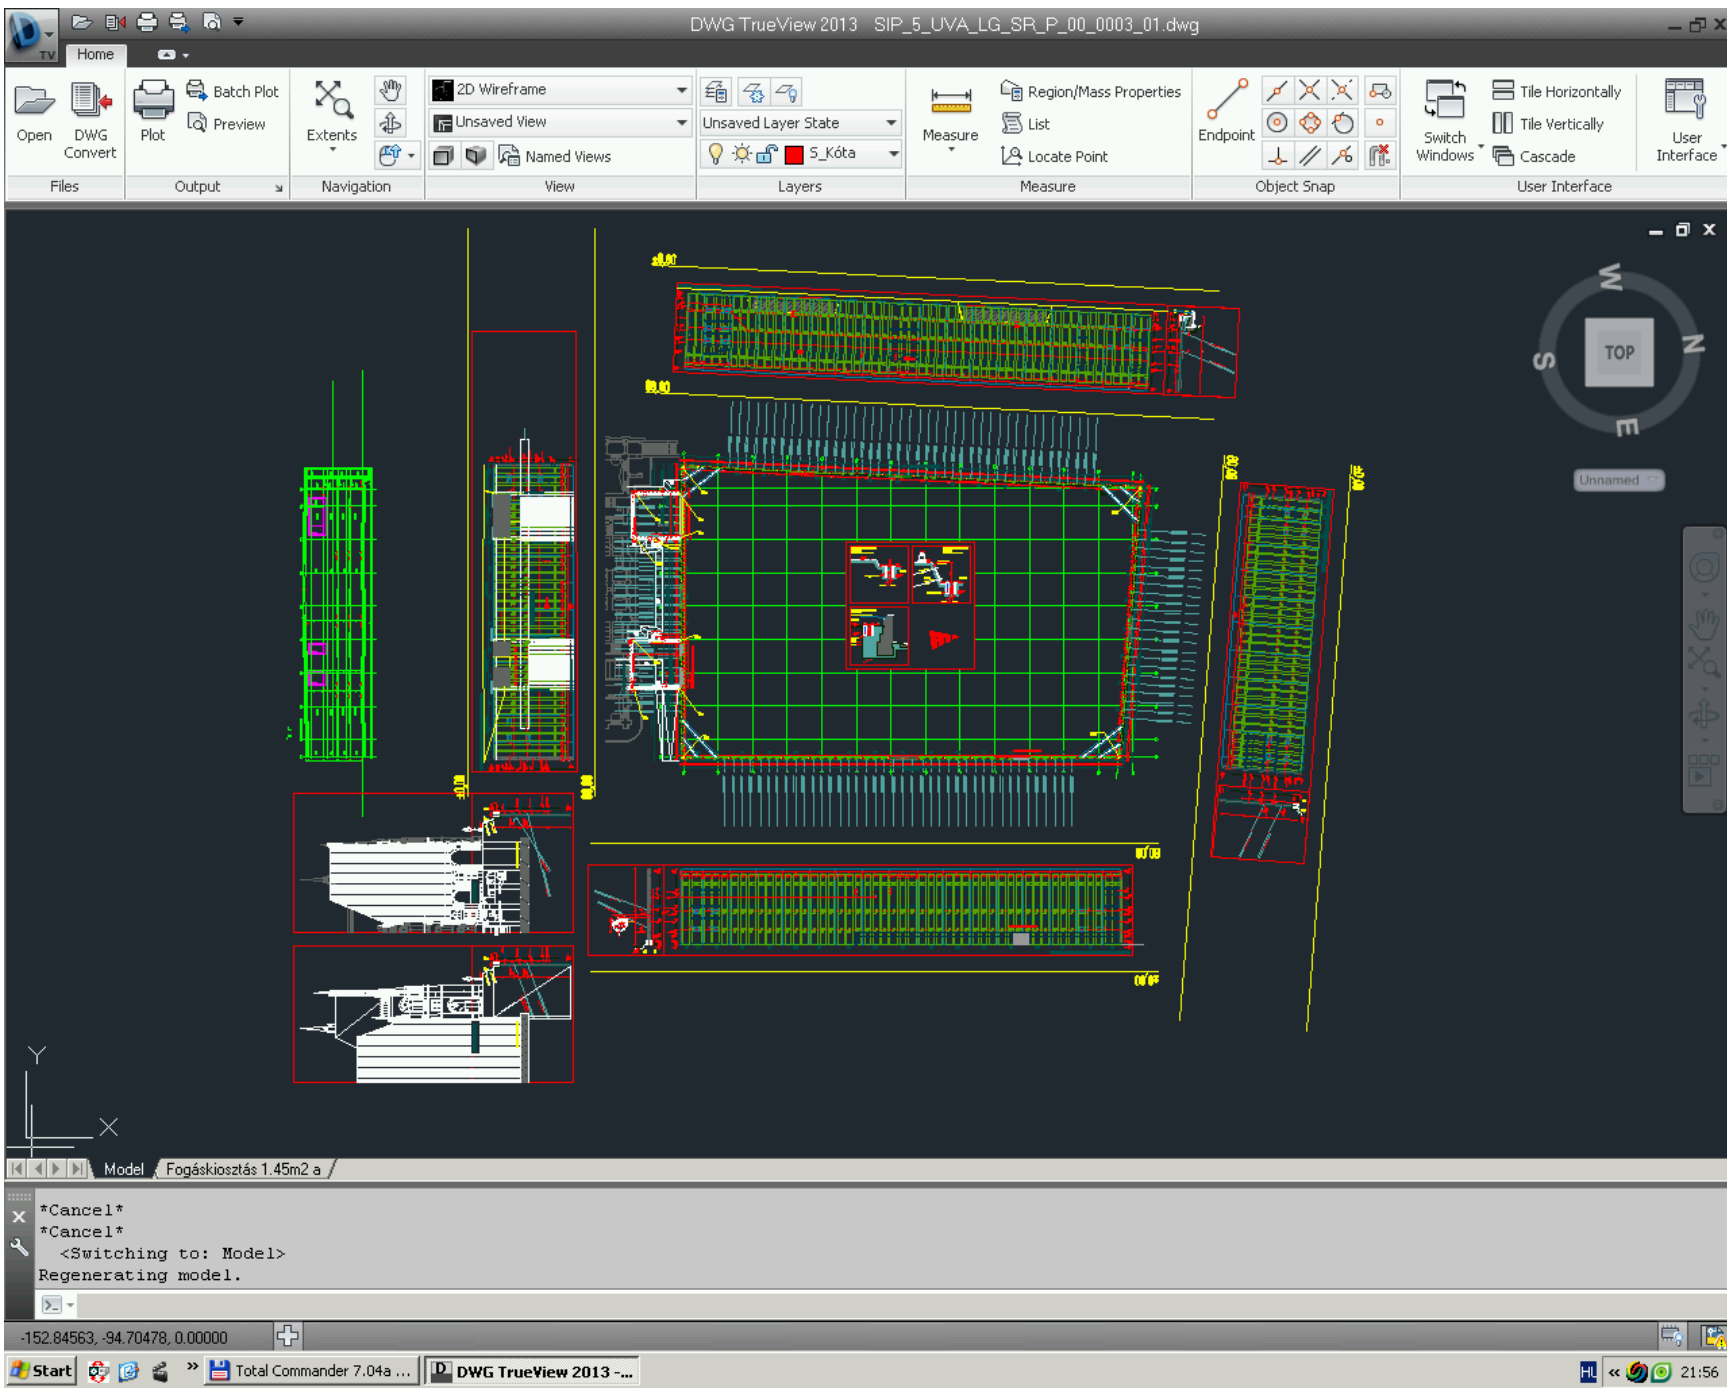 DWG TrueView 2013 SIP_5_UVA_LG_SR_P_00_0003_01.dwg
TV
Home
Open
DWG Convert
Plot
Batch Plot
Preview
Extents
2D Wireframe
Unsaved View
Named Views
Unsaved Layer State
S_Kóta
Measure
Region/Mass Properties
List
Locate Point
Endpoint
Switch Windows
Tile Horizontally
Tile Vertically
Cascade
User Interface
Files
Output
Navigation
View
Layers
Measure
Object Snap
User Interface
W
N
TOP
S
E
Unnamed
Y
X
Model
Fogáskiosztás 1.45m2 a
*Cancel*
*Cancel*
<Switching to: Model>
Regenerating model.
-152.84563, -94.70478, 0.00000
Start
Total Commander 7.04a ...
DWG TrueView 2013 -...
HU
21:56